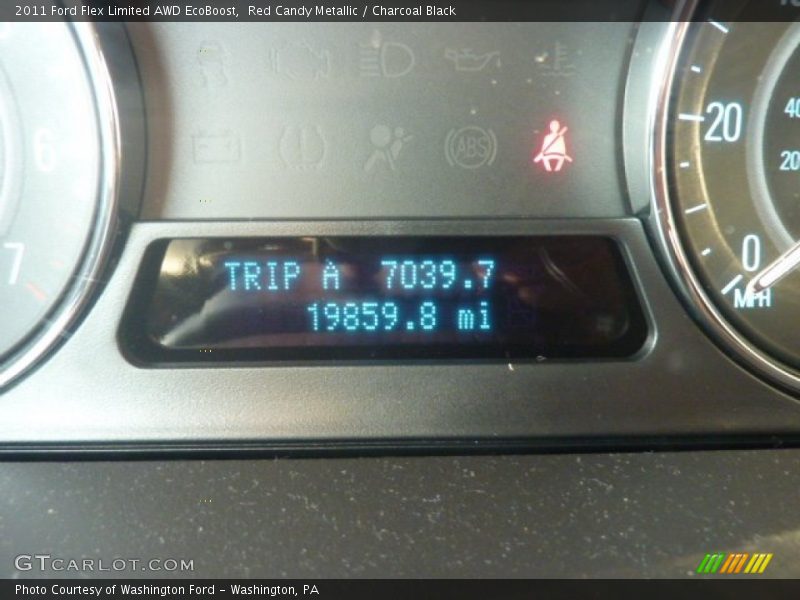 2011 Ford Flex Limited AWD EcoBoost, Red Candy Metallic / Charcoal Black
6
7
ABS
20
0
MPH
40
20
TRIP A 7039.7
19859.8 mi
GTCARLOT.COM
Photo Courtesy of Washington Ford - Washington, PA